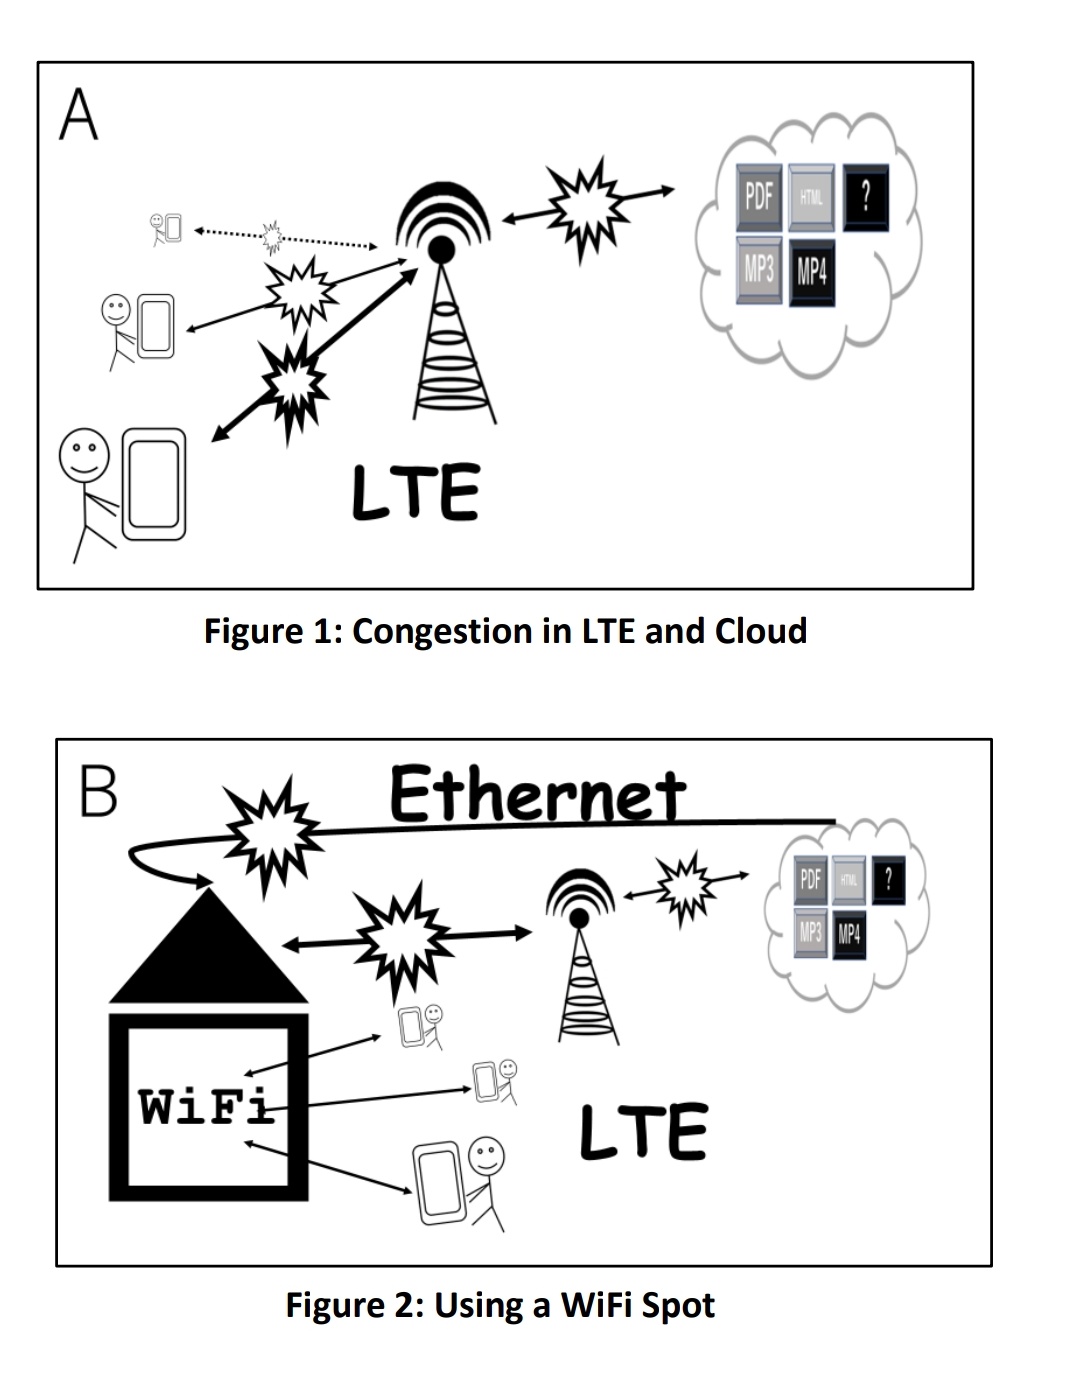 A
PDF HTML ?
MP3 MP4
LTE
Figure 1: Congestion in LTE and Cloud
B
Ethernet
PDF HTML ?
MP3 MP4
WiFi
LTE
Figure 2: Using a WiFi Spot